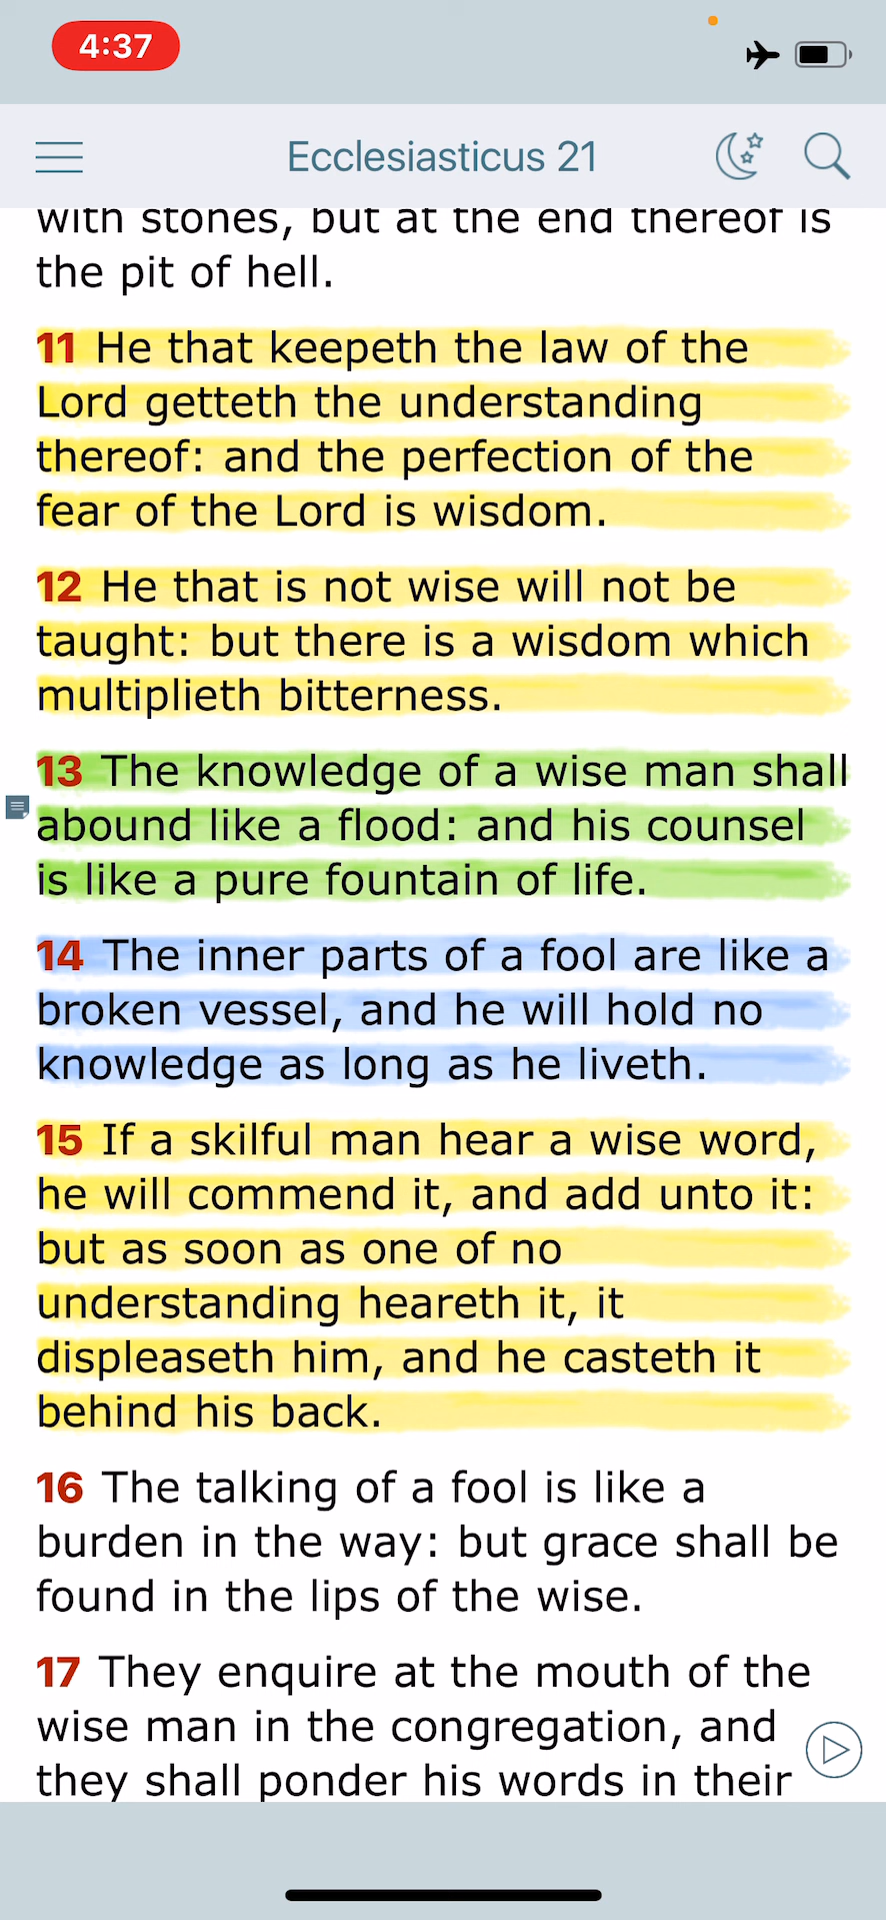 4:37
Ecclesiasticus 21
with stones, but at the end thereof is
the pit of hell.
11 He that keepeth the law of the
Lord getteth the understanding
thereof: and the perfection of the
fear of the Lord is wisdom.
12 He that is not wise will not be
taught: but there is a wisdom which
multiplieth bitterness.
13 The knowledge of a wise man shall
abound like a flood: and his counsel
is like a pure fountain of life.
14 The inner parts of a fool are like a
broken vessel, and he will hold no
knowledge as long as he liveth.
15 If a skilful man hear a wise word,
he will commend it, and add unto it:
but as soon as one of no
understanding heareth it, it
displeaseth him, and he casteth it
behind his back.
16 The talking of a fool is like a
burden in the way: but grace shall be
found in the lips of the wise.
17 They enquire at the mouth of the
wise man in the congregation, and
they shall ponder his words in their